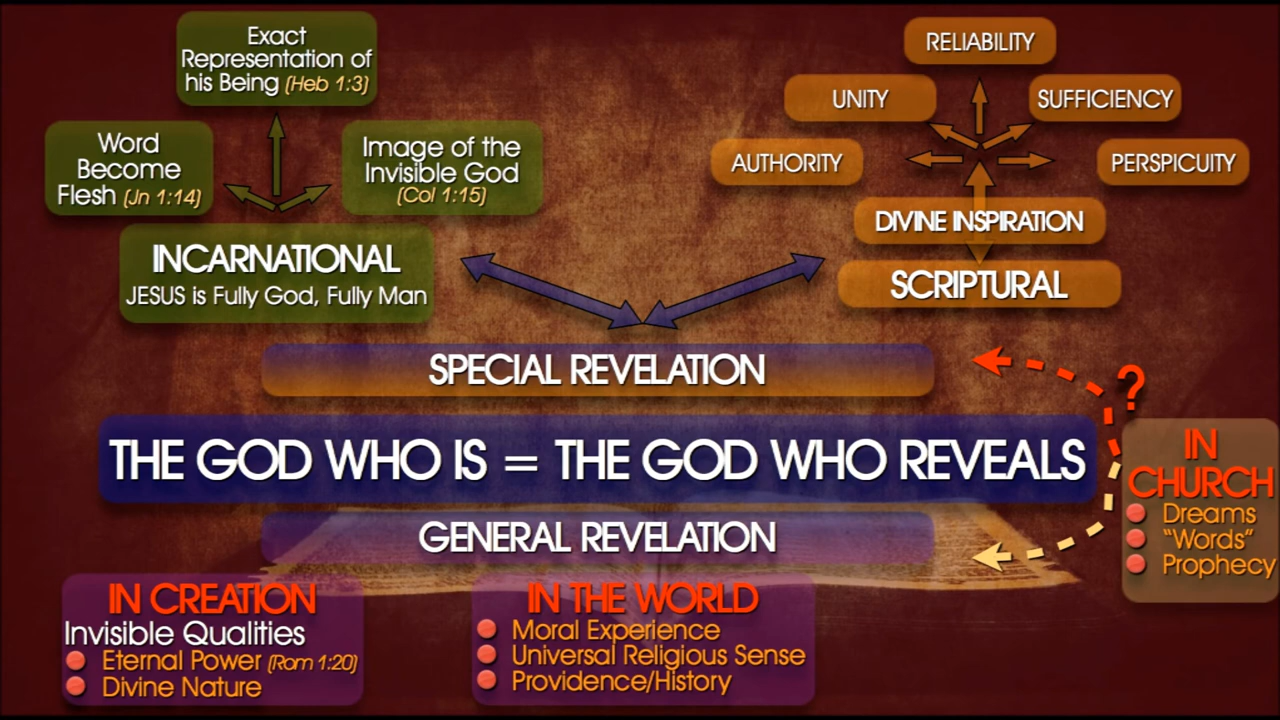 Exact
Representation of
his Being (Heb 1:3)
Word
Become
Flesh (Jn 1:14)
Image of the
Invisible God
(Col 1:15)
INCARNATIONAL
JESUS is Fully God, Fully Man
RELIABILITY
UNITY
SUFFICIENCY
AUTHORITY
PERSPICUITY
DIVINE INSPIRATION
SCRIPTURAL
SPECIAL REVELATION
THE GOD WHO IS = THE GOD WHO REVEALS
GENERAL REVELATION
?
IN
CHURCH
Dreams
"Words"
Prophecy
IN CREATION
Invisible Qualities
Eternal Power (Rom 1:20)
Divine Nature
IN THE WORLD
Moral Experience
Universal Religious Sense
Providence/History